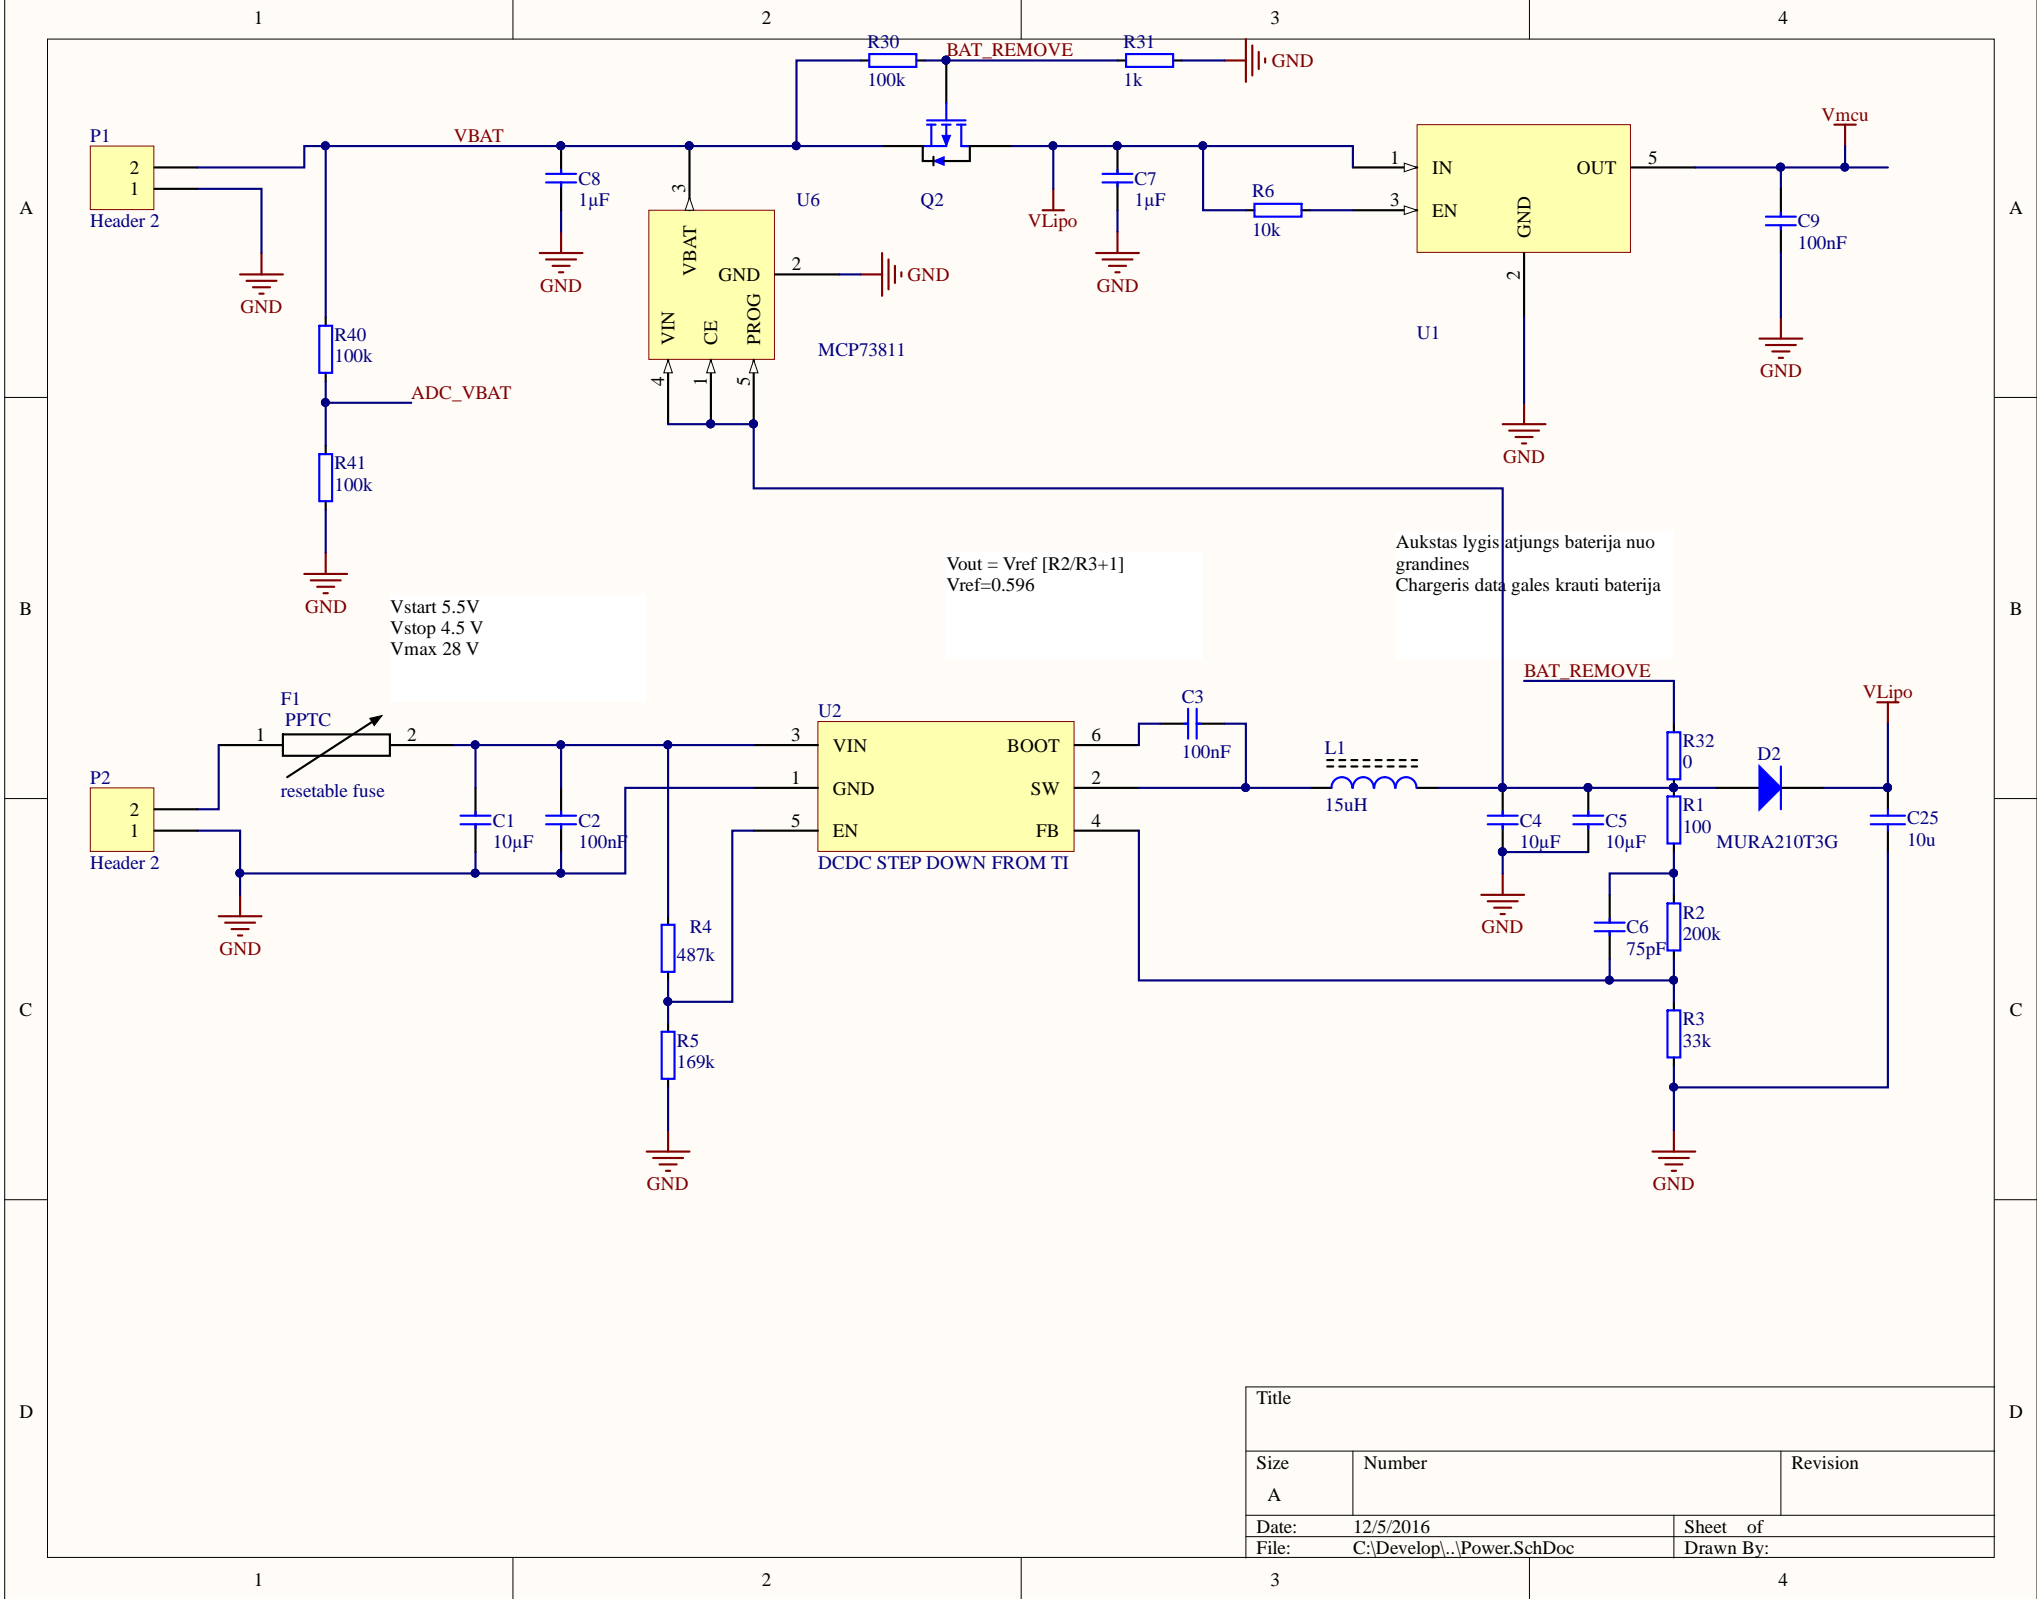 1 2 3 4
A A
B B
C C
D D
1 2 3 4
R30
100k
BAT_REMOVE
R31
1k
GND
P1
2
1
Header 2
GND
VBAT
C8
1µF
GND
R40
100k
ADC_VBAT
R41
100k
GND
U6
3
VBAT
GND 2
GND
VIN
CE
PROG
4
1
5
MCP73811
Q2
VLipo
C7
1µF
GND
R6
10k
1 IN
3 EN
OUT 5
GND
2
U1
GND
Vmcu
C9
100nF
GND
Vstart 5.5V
Vstop 4.5 V
Vmax 28 V
Vout = Vref [R2/R3+1]
Vref=0.596
Aukstas lygis atjungs baterija nuo
grandines
Chargeris data gales krauti baterija
F1
PPTC
1 2
resetable fuse
P2
2
1
Header 2
GND
C1
10µF
C2
100nF
U2
3 VIN
1 GND
5 EN
BOOT 6
SW 2
FB 4
DCDC STEP DOWN FROM TI
R4
487k
R5
169k
GND
C3
100nF
L1
15uH
C4
10µF
C5
10µF
GND
BAT_REMOVE
R32
0
R1
100
D2
MURA210T3G
VLipo
C25
10u
C6
75pF
R2
200k
R3
33k
GND
Title
Size Number Revision
A
Date: 12/5/2016 Sheet of
File: C:\Develop\..\Power.SchDoc Drawn By: